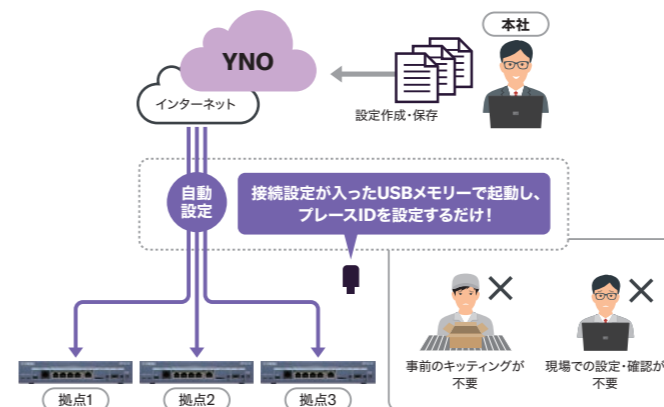 本社
YNO
インターネット
設定作成・保存
自動
設定
接続設定が入ったUSBメモリーで起動し、
プレースIDを設定するだけ！
事前のキッティングが
不要
現場での設定・確認が
不要
拠点1
拠点2
拠点3